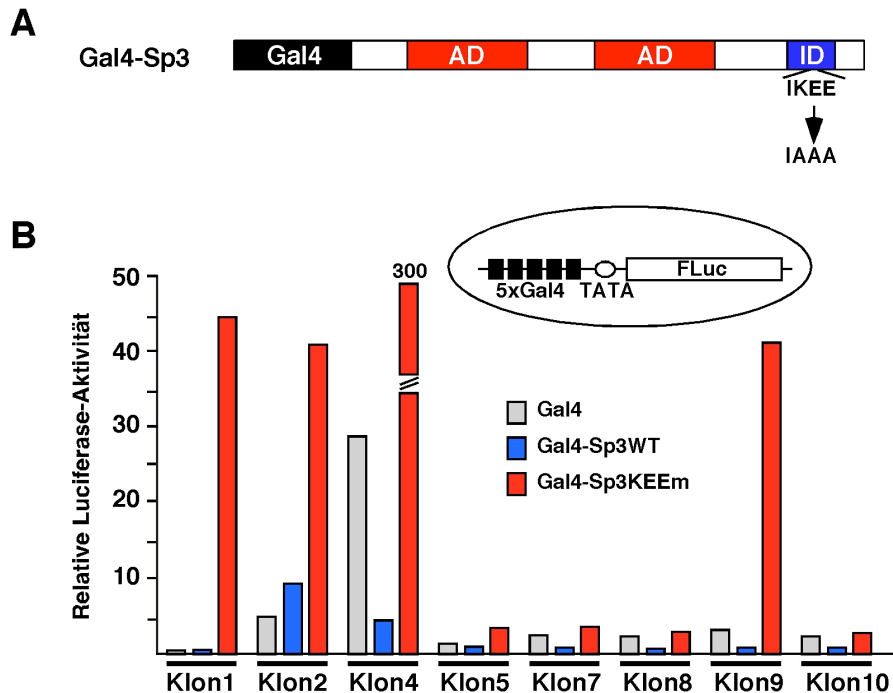 A
Gal4-Sp3
Gal4 AD AD ID
IKEE
IAAA
B
Relative Luciferase-Aktivität
50
40
30
20
10
300
5xGal4 TATA FLuc
Gal4
Gal4-Sp3WT
Gal4-Sp3KEEm
Klon1 Klon2 Klon4 Klon5 Klon7 Klon8 Klon9 Klon10